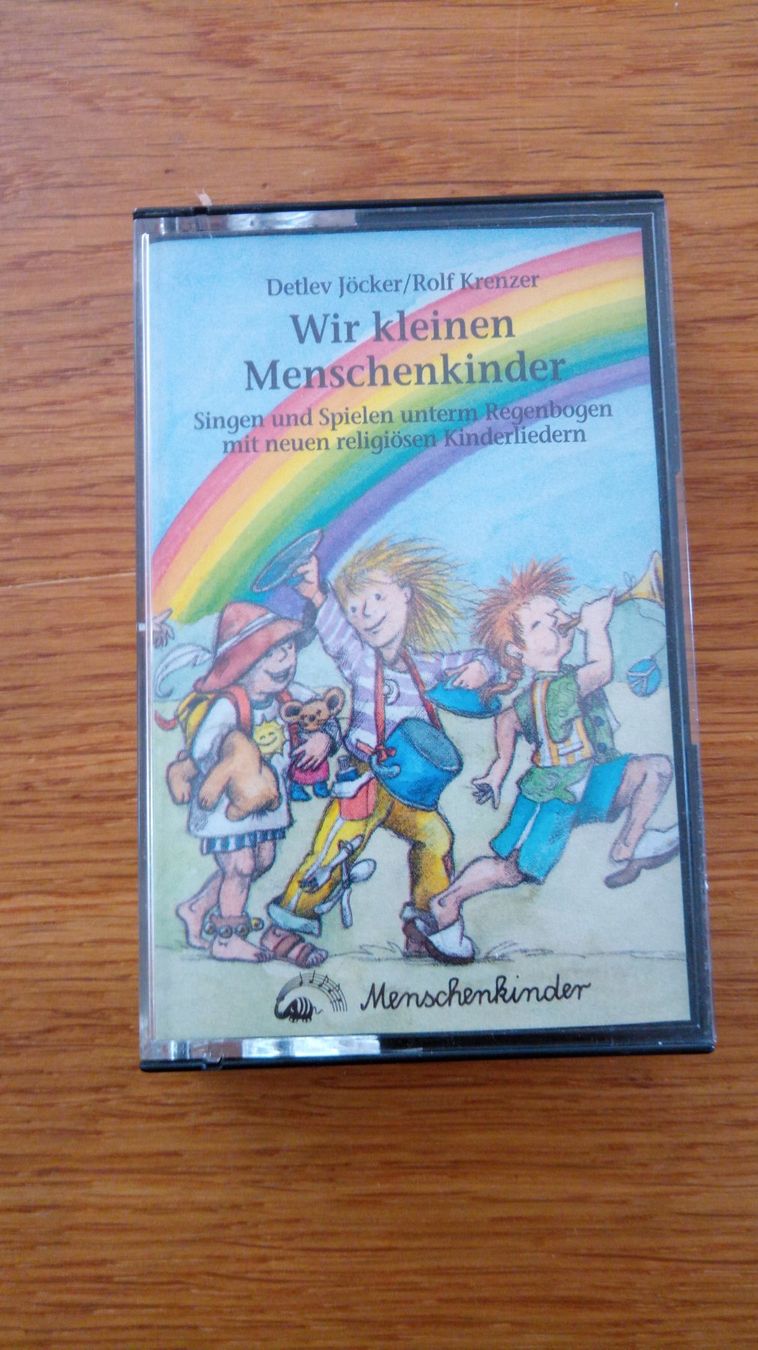 Detlev Jöcker/Rolf Krenzer
Wir kleinen
Menschenkinder
Singen und Spielen unterm Regenbogen
mit neuen religiösen Kinderliedern
Menschenkinder